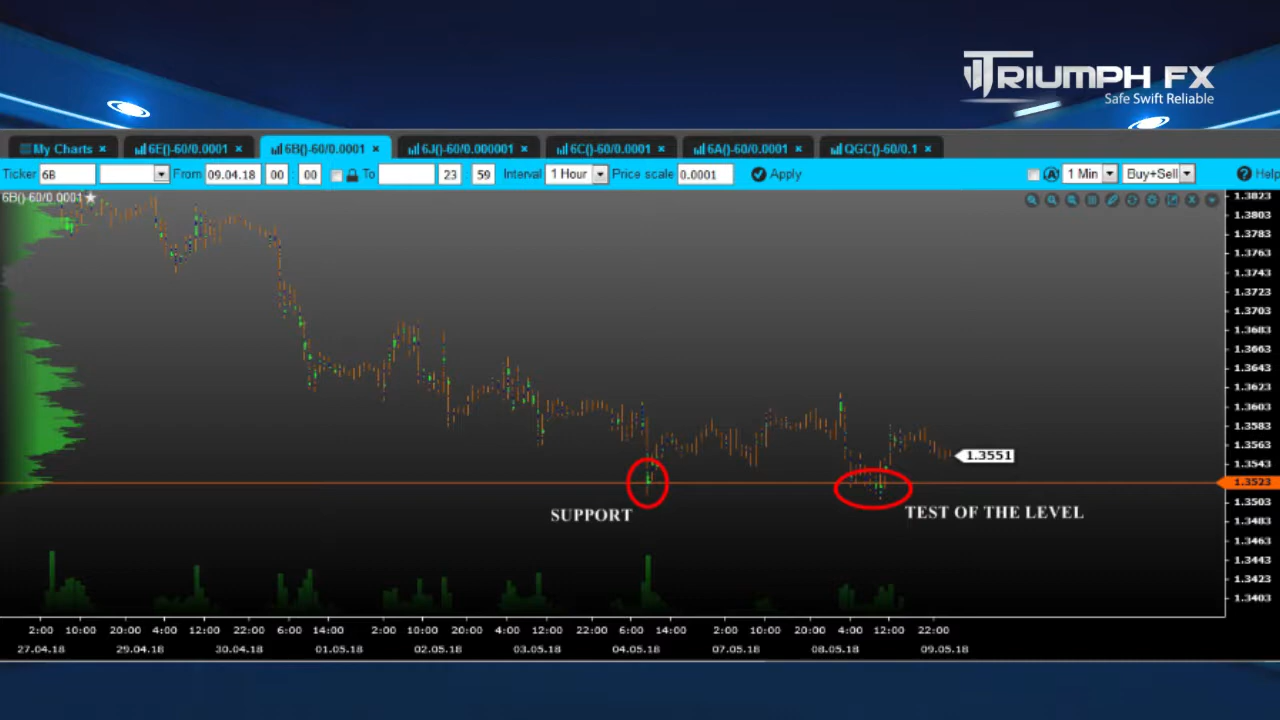 TRIUMPH FX
Safe Swift Reliable
My Charts × 6E()-60/0.0001 × 6B()-60/0.0001 × 6J()-60/0.000001 × 6C()-60/0.0001 × 6A()-60/0.0001 × QGC()-60/0.1 ×
Ticker 6B From 09.04.18 00 00 To 23 59 Interval 1 Hour Price scale 0.0001 Apply 1 Min Buy+Sell Help
6B()-60/0.0001
1.3823
1.3803
1.3783
1.3763
1.3743
1.3723
1.3703
1.3683
1.3663
1.3643
1.3623
1.3603
1.3583
1.3563
1.3551
1.3543
1.3523
1.3503
SUPPORT
TEST OF THE LEVEL
1.3483
1.3463
1.3443
1.3423
1.3403
2:00 10:00 20:00 4:00 12:00 22:00 6:00 14:00 2:00 10:00 20:00 4:00 12:00 22:00 6:00 14:00 2:00 10:00 20:00 4:00 12:00 22:00
27.04.18 29.04.18 30.04.18 01.05.18 02.05.18 03.05.18 04.05.18 07.05.18 08.05.18 09.05.18